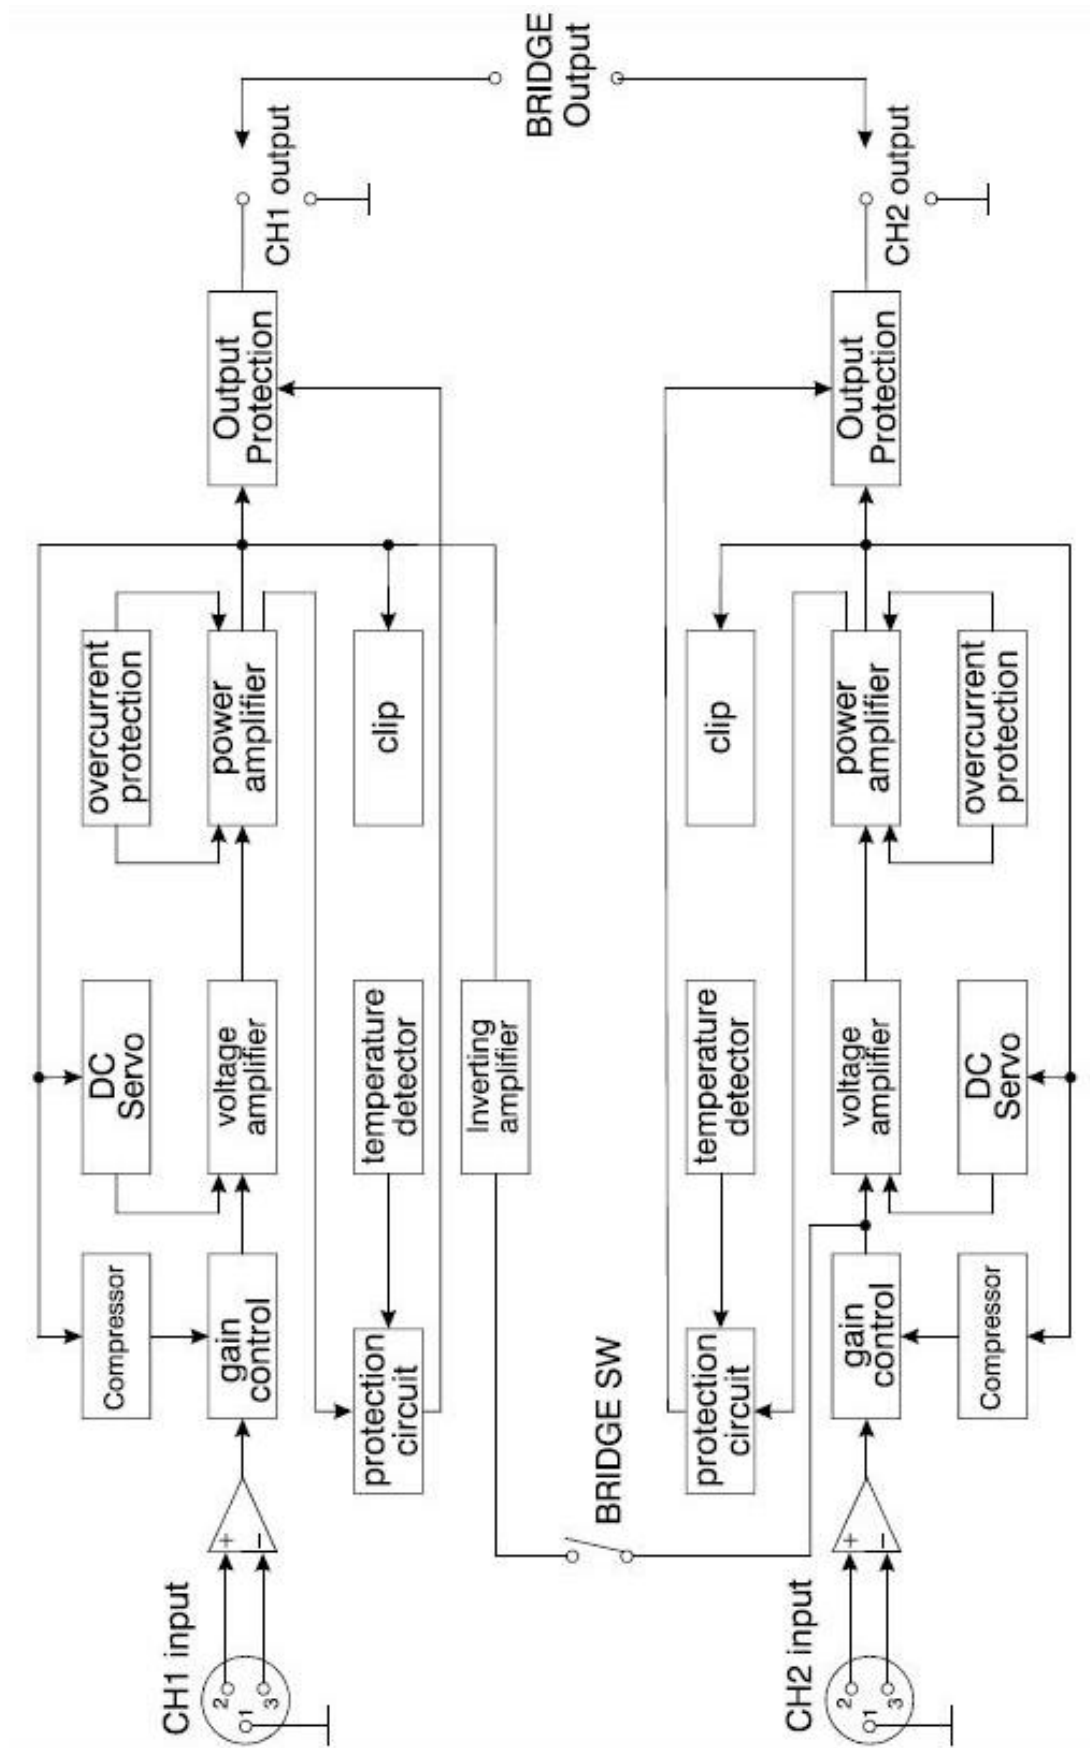 CH1 input
2
1
3
+
−
Compressor
gain
control
DC
Servo
voltage
amplifier
overcurrent
protection
power
amplifier
Output
Protection
CH1 output
protection
circuit
temperature
detector
clip
Inverting
amplifier
BRIDGE
Output
BRIDGE SW
protection
circuit
temperature
detector
clip
CH2 input
2
1
3
+
−
gain
control
voltage
amplifier
power
amplifier
Output
Protection
CH2 output
Compressor
DC
Servo
overcurrent
protection